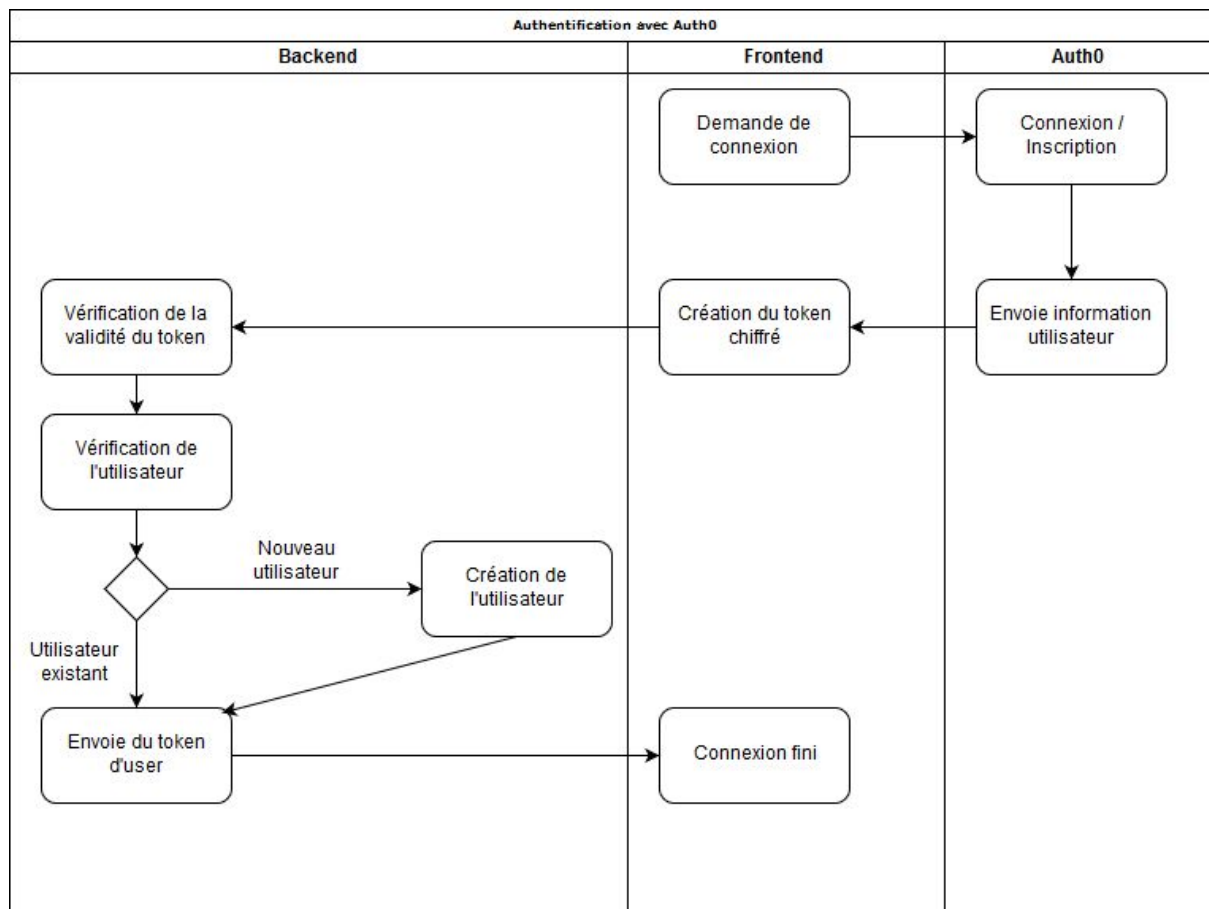 Authentification avec Auth0
Backend
Frontend
Auth0
Demande de
connexion
Connexion /
Inscription
Vérification de la
validité du token
Création du token
chiffré
Envoie information
utilisateur
Vérification de
l'utilisateur
Nouveau
utilisateur
Création de
l'utilisateur
Utilisateur
existant
Envoie du token
d'user
Connexion fini